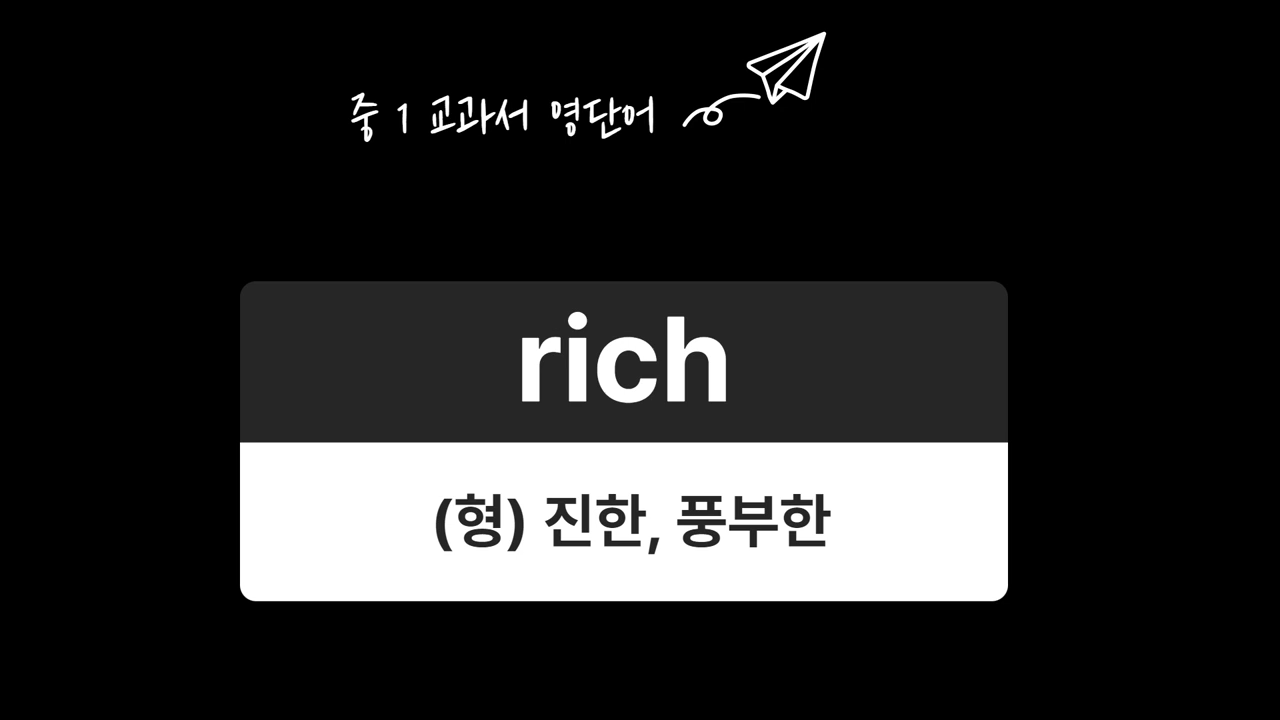 중 1 교과서 영단어
rich
(형) 진한, 풍부한